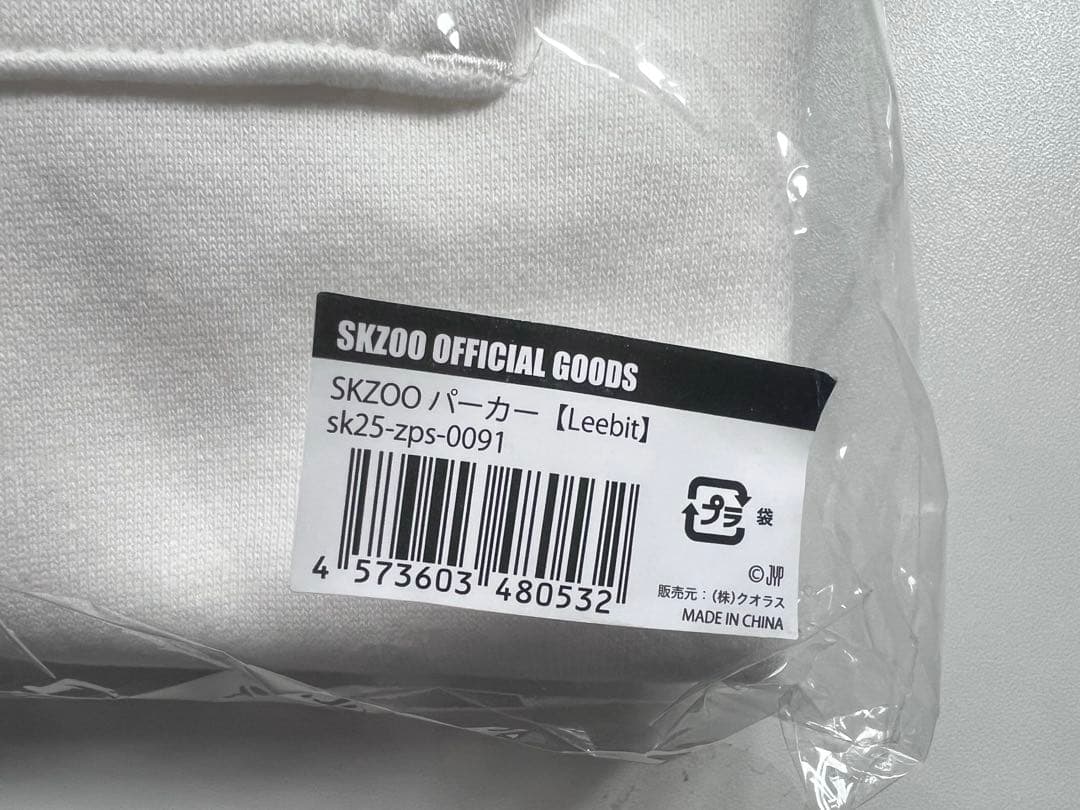 SKZOO OFFICIAL GOODS
SKZOO パーカー【Leebit】
sk25-zps-0091
4 573603 480532
プラ 袋
© JYP
販売元：(株)クオラス
MADE IN CHINA